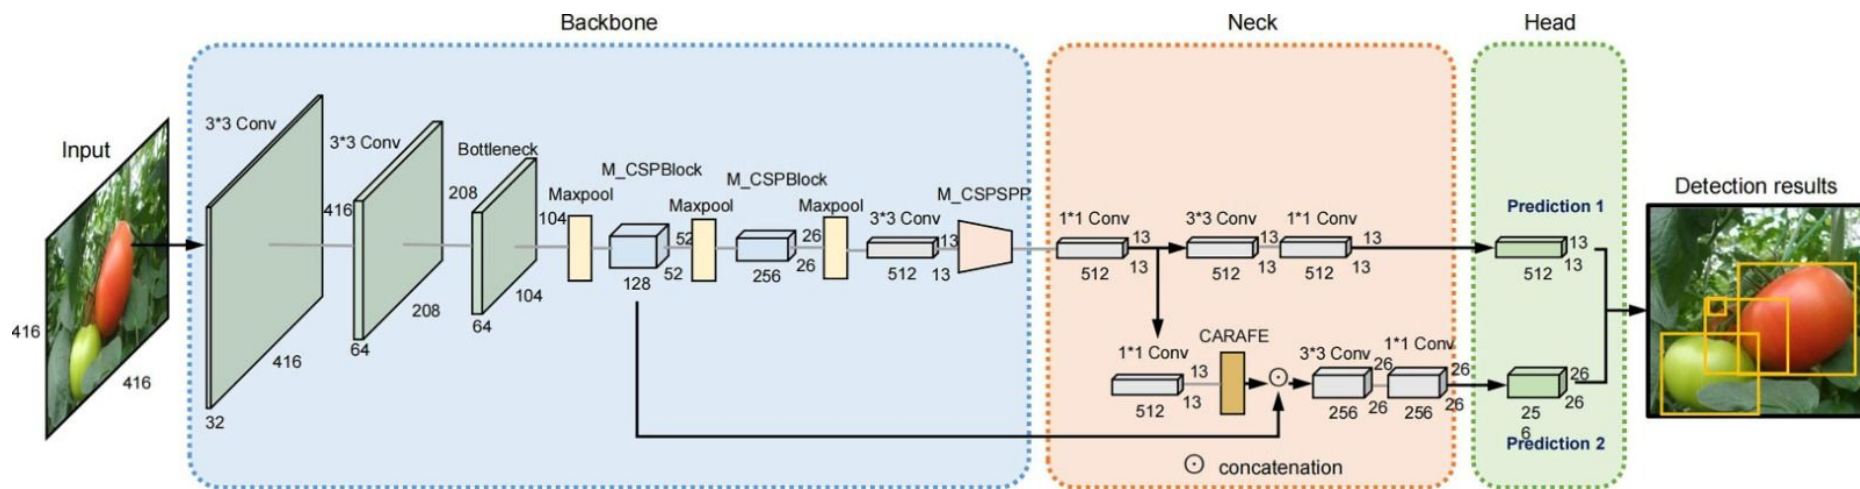 Backbone
Neck
Head
Input
416
416
3*3 Conv
416
416
32
3*3 Conv
208
208
64
Bottleneck
104
104
64
Maxpool
M_CSPBlock
52
52
128
Maxpool
M_CSPBlock
26
26
256
Maxpool
3*3 Conv
13
13
512
M_CSPSPP
1*1 Conv
13
13
512
3*3 Conv
13
13
512
1*1 Conv
13
13
512
Prediction 1
13
13
512
1*1 Conv
13
13
512
CARAFE
3*3 Conv
26
26
256
1*1 Conv
26
26
256
26
26
25
6
Prediction 2
⊙ concatenation
Detection results